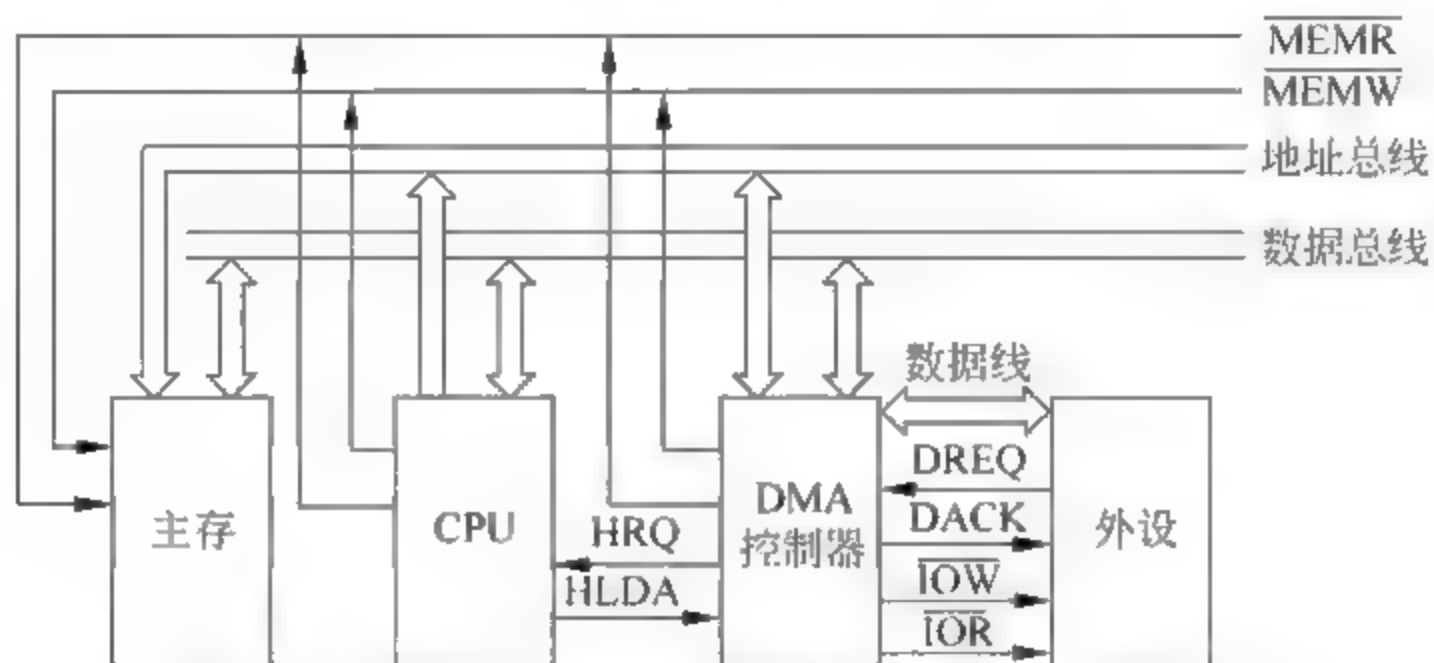 MEMR
MEMW
地址总线
数据总线
数据线
DREQ
DACK
IOW
IOR
HRQ
HLDA
主存
CPU
DMA
控制器
外设